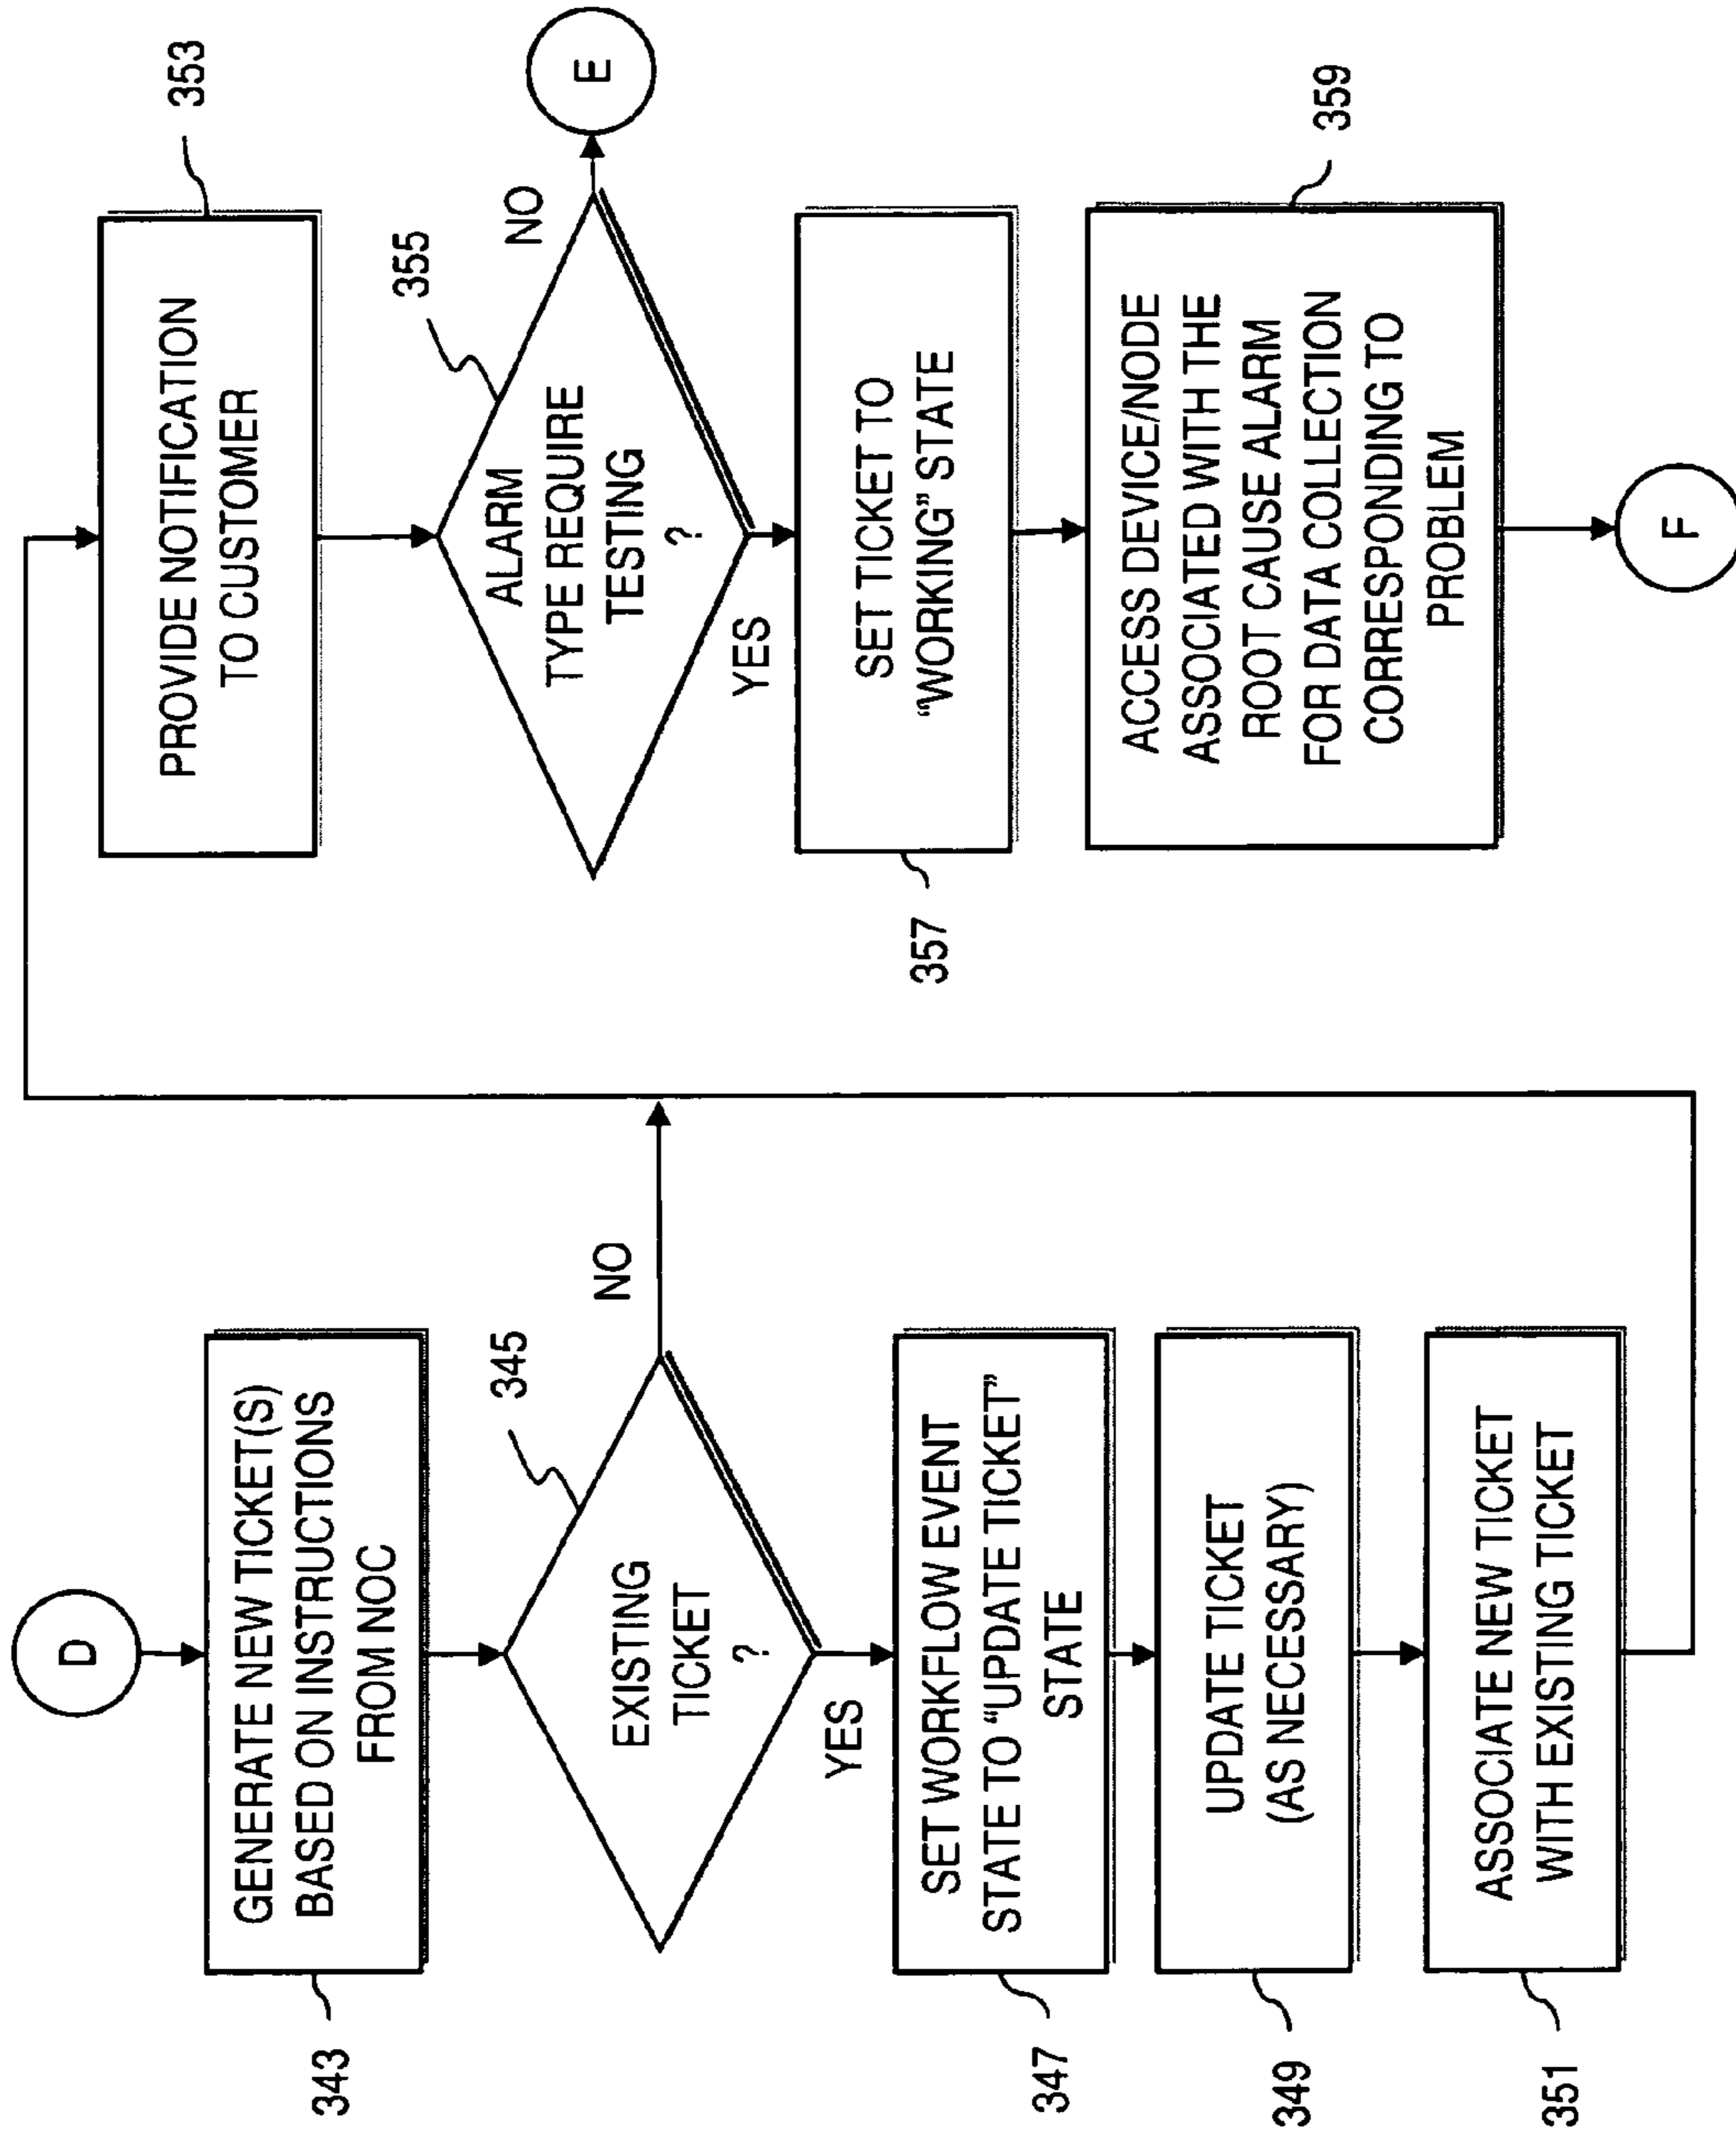 D
GENERATE NEW TICKET(S)
BASED ON INSTRUCTIONS
FROM NOC
343
EXISTING
TICKET
?
345
NO
YES
SET WORKFLOW EVENT
STATE TO “UPDATE TICKET”
STATE
347
UPDATE TICKET
(AS NECESSARY)
349
ASSOCIATE NEW TICKET
WITH EXISTING TICKET
351
PROVIDE NOTIFICATION
TO CUSTOMER
353
ALARM
TYPE REQUIRE
TESTING
?
355
NO
E
YES
SET TICKET TO
“WORKING” STATE
357
ACCESS DEVICE/NODE
ASSOCIATED WITH THE
ROOT CAUSE ALARM
FOR DATA COLLECTION
CORRESPONDING TO
PROBLEM
359
F